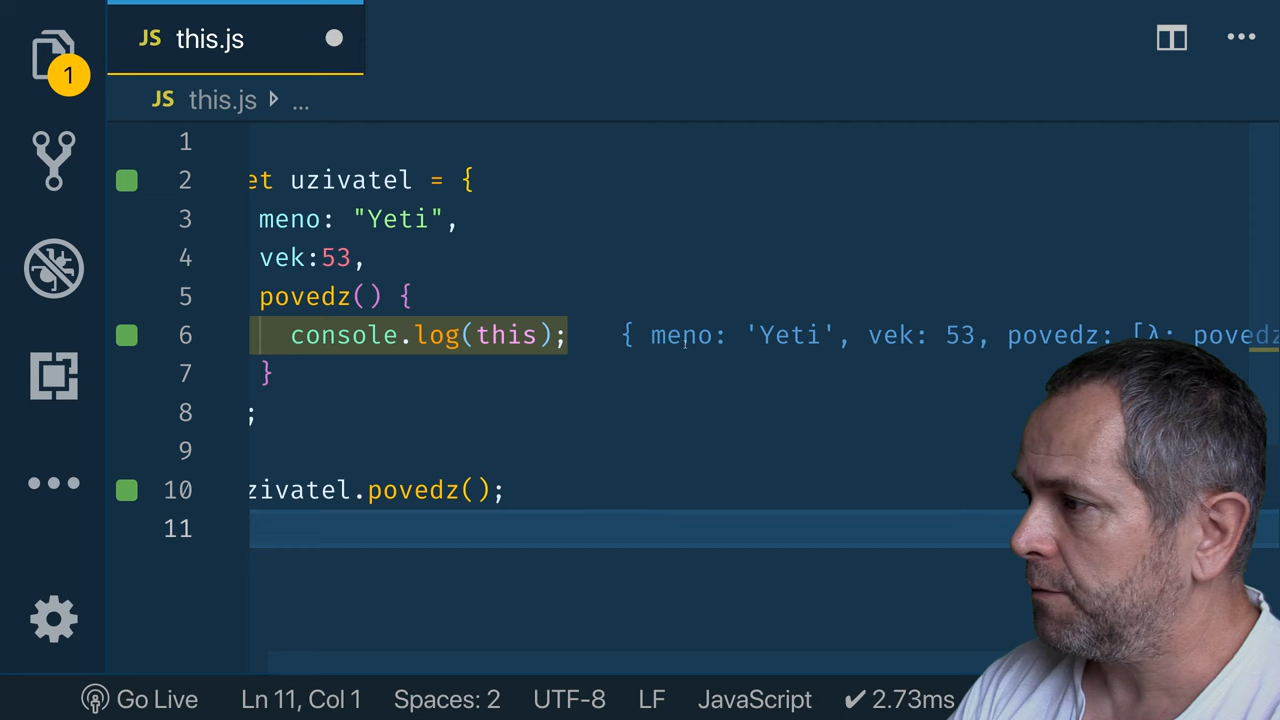 JS this.js
1
JS this.js ...
1
2 et uzivatel = {
3 meno: "Yeti",
4 vek:53,
5 povedz() {
6 console.log(this); { meno: 'Yeti', vek: 53, povedz: [λ: povedz
7 }
8 ;
9
10 zivatel.povedz();
11
Go Live Ln 11, Col 1 Spaces: 2 UTF-8 LF JavaScript ✔ 2.73ms